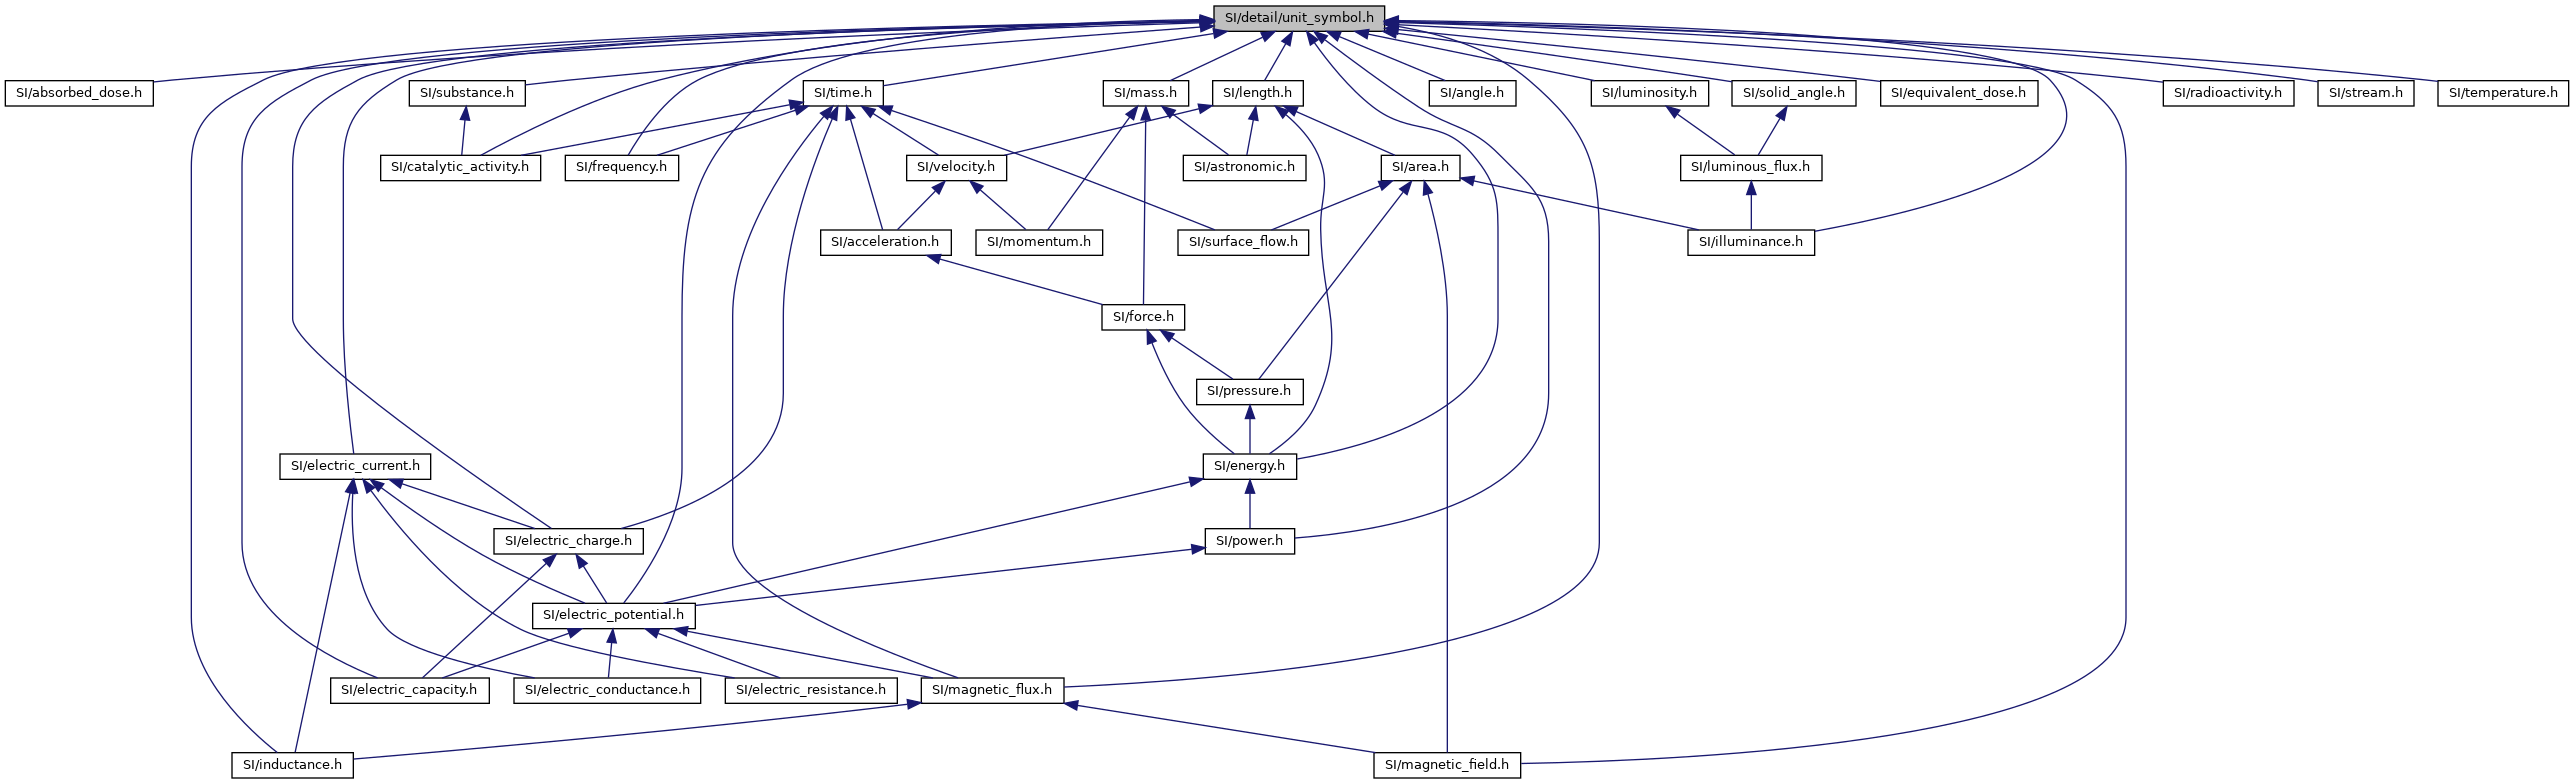 SI/detail/unit_symbol.h
SI/absorbed_dose.h
SI/substance.h
SI/time.h
SI/mass.h
SI/length.h
SI/angle.h
SI/luminosity.h
SI/solid_angle.h
SI/equivalent_dose.h
SI/radioactivity.h
SI/stream.h
SI/temperature.h
SI/catalytic_activity.h
SI/frequency.h
SI/velocity.h
SI/astronomic.h
SI/area.h
SI/luminous_flux.h
SI/acceleration.h
SI/momentum.h
SI/surface_flow.h
SI/illuminance.h
SI/force.h
SI/pressure.h
SI/electric_current.h
SI/energy.h
SI/electric_charge.h
SI/power.h
SI/electric_potential.h
SI/electric_capacity.h
SI/electric_conductance.h
SI/electric_resistance.h
SI/magnetic_flux.h
SI/inductance.h
SI/magnetic_field.h